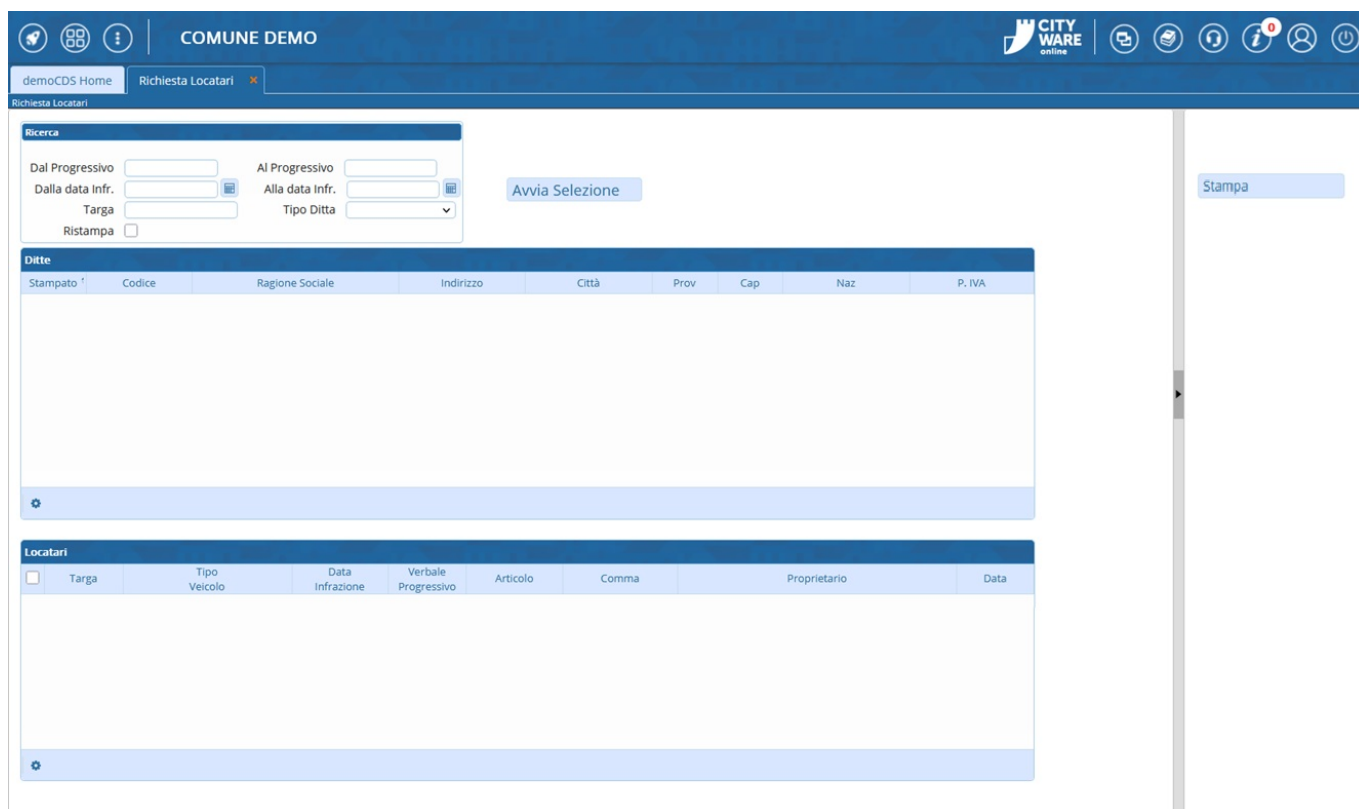 COMUNE DEMO
CITY
WARE
online
0
demoCDS Home
Richiesta Locatari
Richiesta Locatari
Ricerca
Dal Progressivo Al Progressivo
Dalla data Infr. Alla data Infr.
Avvia Selezione
Stampa
Targa Tipo Ditta
Ristampa
Ditte
Stampato Codice Ragione Sociale Indirizzo Città Prov Cap Naz P. IVA
Locatari
Targa Tipo Veicolo Data Infrazione Verbale Progressivo Articolo Comma Proprietario Data